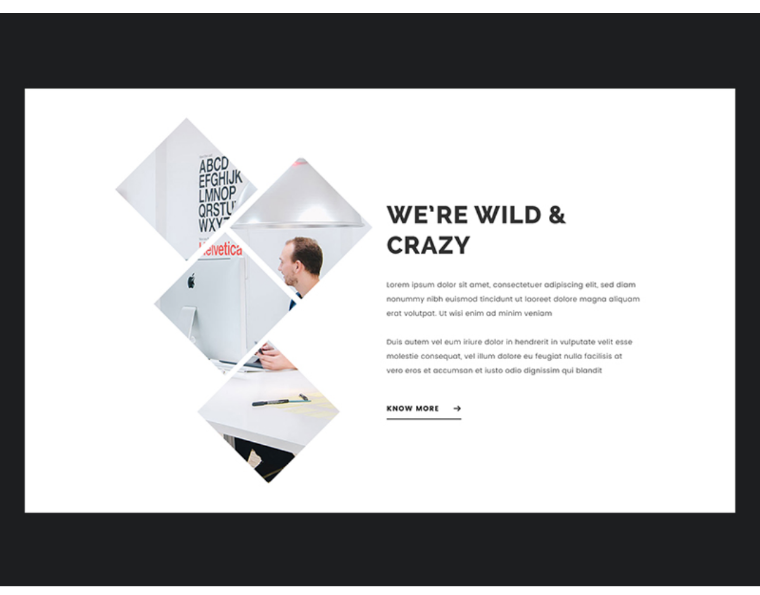 ABCD
EFGHIJK
LMNOP
QRSTU
WXYZ
Helvetica
WE'RE WILD &
CRAZY
Lorem ipsum dolor sit amet, consectetuer adipiscing elit, sed diam
nonummy nibh euismod tincidunt ut laoreet dolore magna aliquam
erat volutpat. Ut wisi enim ad minim veniam
Duis autem vel eum iriure dolor in hendrerit in vulputate velit esse
molestie consequat, vel illum dolore eu feugiat nulla facilisis at
vero eros et accumsan et iusto odio dignissim qui blandit
KNOW MORE →